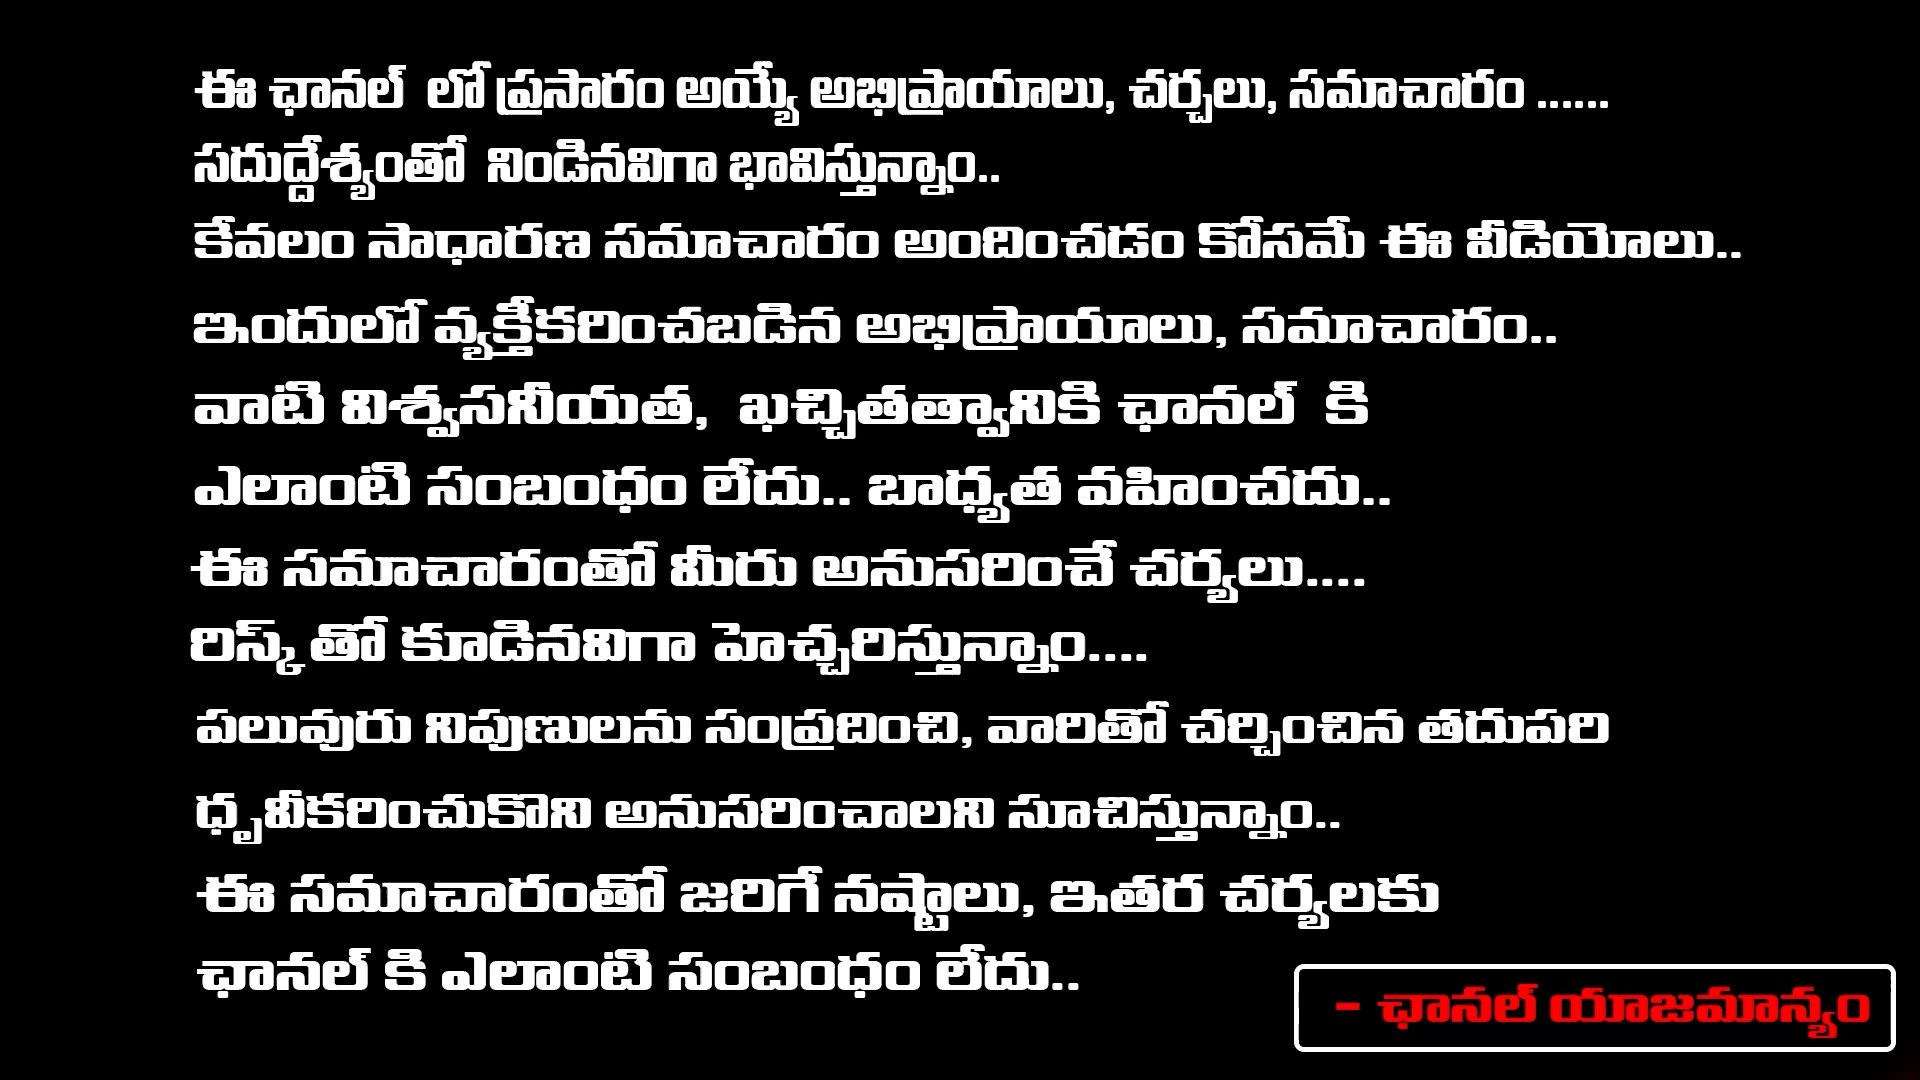 ఈ ఛానల్ లో ప్రసారం అయ్యే అభిప్రాయాలు, చర్చలు, సమాచారం ......
సదుద్దేశ్యంతో నిండినవిగా భావిస్తున్నాం..
కేవలం సాధారణ సమాచారం అందించడం కోసమే ఈ వీడియోలు..
ఇందులో వ్యక్తీకరించబడిన అభిప్రాయాలు, సమాచారం..
వాటి విశ్వసనీయత, ఖచ్చితత్వానికి ఛానల్ కి
ఎలాంటి సంబంధం లేదు.. బాధ్యత వహించదు..
ఈ సమాచారంతో మీరు అనుసరించే చర్యలు....
రిస్క్ తో కూడినవిగా హెచ్చరిస్తున్నాం....
పలువురు నిపుణులను సంప్రదించి, వారితో చర్చించిన తదుపరి
ధృవీకరించుకొని అనుసరించాలని సూచిస్తున్నాం..
ఈ సమాచారంతో జరిగే నష్టాలు, ఇతర చర్యలకు
ఛానల్ కి ఎలాంటి సంబంధం లేదు..
- ఛానల్ యాజమాన్యం